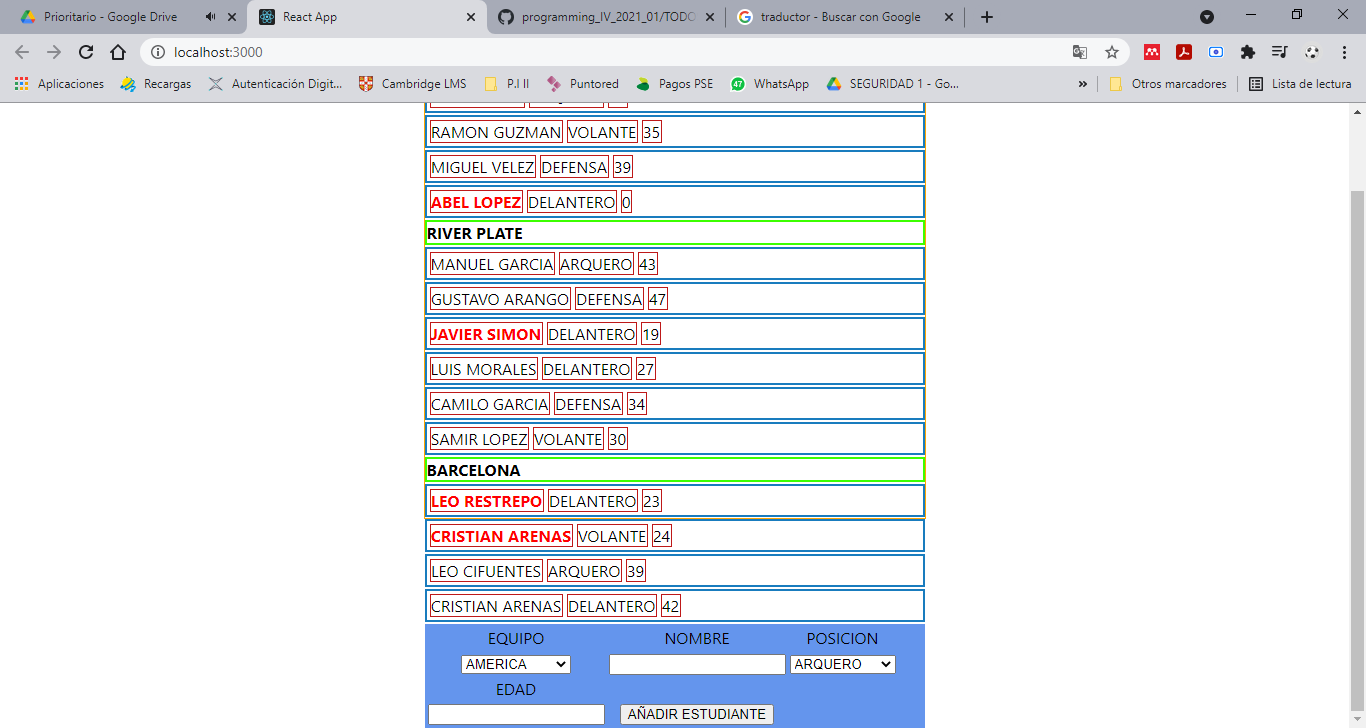 Prioritario - Google Drive
React App
programming_IV_2021_01/TODO
traductor - Buscar con Google
localhost:3000
Aplicaciones
Recargas
Autenticación Digit...
Cambridge LMS
P.I II
Puntored
Pagos PSE
47
WhatsApp
SEGURIDAD 1 - Go...
»
Otros marcadores
Lista de lectura
RAMON GUZMAN VOLANTE 35
MIGUEL VELEZ DEFENSA 39
ABEL LOPEZ DELANTERO 0
RIVER PLATE
MANUEL GARCIA ARQUERO 43
GUSTAVO ARANGO DEFENSA 47
JAVIER SIMON DELANTERO 19
LUIS MORALES DELANTERO 27
CAMILO GARCIA DEFENSA 34
SAMIR LOPEZ VOLANTE 30
BARCELONA
LEO RESTREPO DELANTERO 23
CRISTIAN ARENAS VOLANTE 24
LEO CIFUENTES ARQUERO 39
CRISTIAN ARENAS DELANTERO 42
EQUIPO NOMBRE POSICION
AMERICA ARQUERO
EDAD
AÑADIR ESTUDIANTE